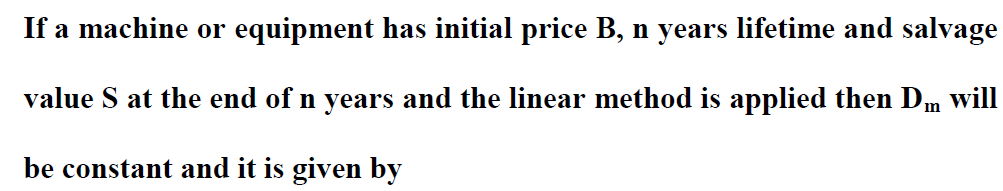 If a machine or equipment has initial price B, n years lifetime and salvage
value S at the end of n years and the linear method is applied then Dₘ will
be constant and it is given by